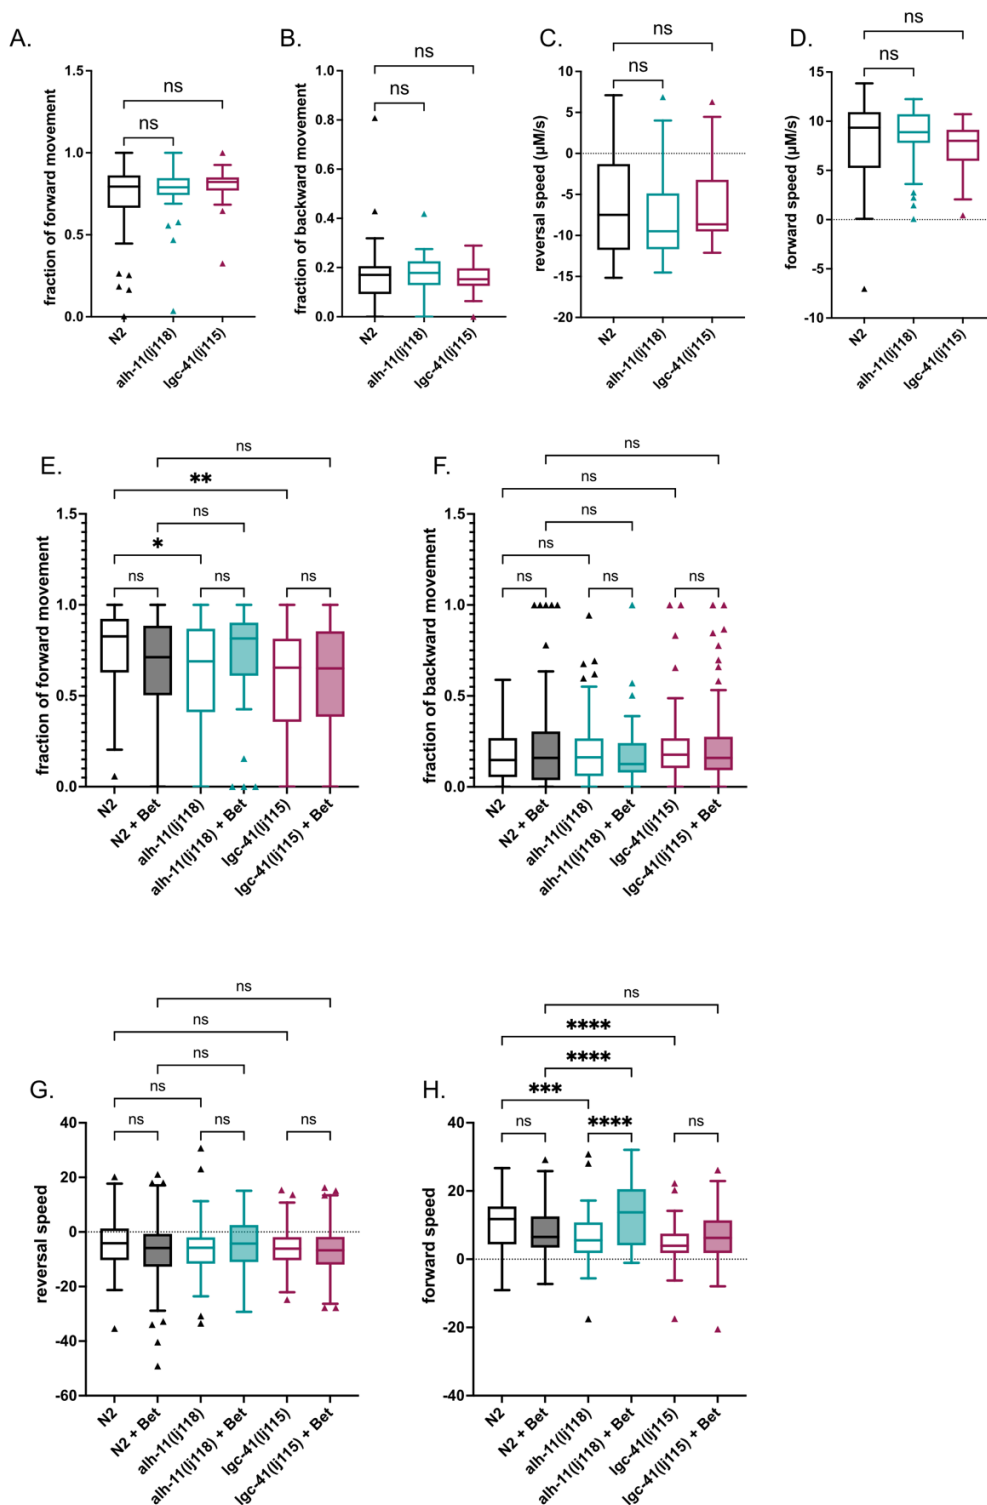 A.
ns
ns
1.5
1.0
0.5
0.0
fraction of forward movement
N2
alh-11(lj118)
lgc-41(lj115)
B.
ns
ns
1.0
0.8
0.6
0.4
0.2
0.0
fraction of backward movement
N2
alh-11(lj118)
lgc-41(lj115)
C.
ns
ns
10
5
0
-5
-10
-15
-20
reversal speed (µM/s)
N2
alh-11(lj118)
lgc-41(lj115)
D.
ns
ns
15
10
5
0
-5
-10
forward speed (µM/s)
N2
alh-11(lj118)
lgc-41(lj115)
E.
ns
**
ns
*
ns
ns
ns
1.5
1.0
0.5
0.0
fraction of forward movement
N2
N2 + Bet
alh-11(lj118)
alh-11(lj118) + Bet
lgc-41(lj115)
lgc-41(lj115) + Bet
F.
ns
ns
ns
ns
ns
ns
ns
1.5
1.0
0.5
0.0
fraction of backward movement
N2
N2 + Bet
alh-11(lj118)
alh-11(lj118) + Bet
lgc-41(lj115)
lgc-41(lj115) + Bet
G.
ns
ns
ns
ns
ns
ns
ns
40
20
0
-20
-40
-60
reversal speed
N2
N2 + Bet
alh-11(lj118)
alh-11(lj118) + Bet
lgc-41(lj115)
lgc-41(lj115) + Bet
H.
ns
****
****
***
ns
****
ns
40
20
0
-20
-40
forward speed
N2
N2 + Bet
alh-11(lj118)
alh-11(lj118) + Bet
lgc-41(lj115)
lgc-41(lj115) + Bet